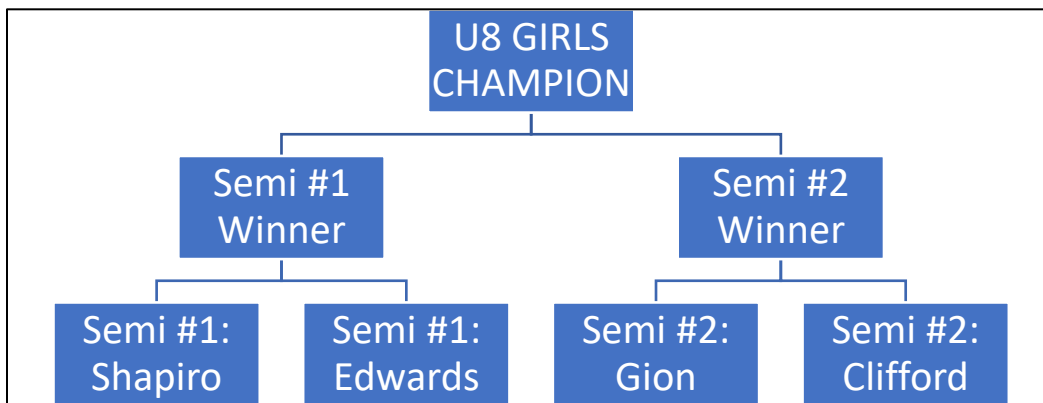 U8 GIRLS
CHAMPION
Semi #1
Winner
Semi #2
Winner
Semi #1:
Shapiro
Semi #1:
Edwards
Semi #2:
Gion
Semi #2:
Clifford